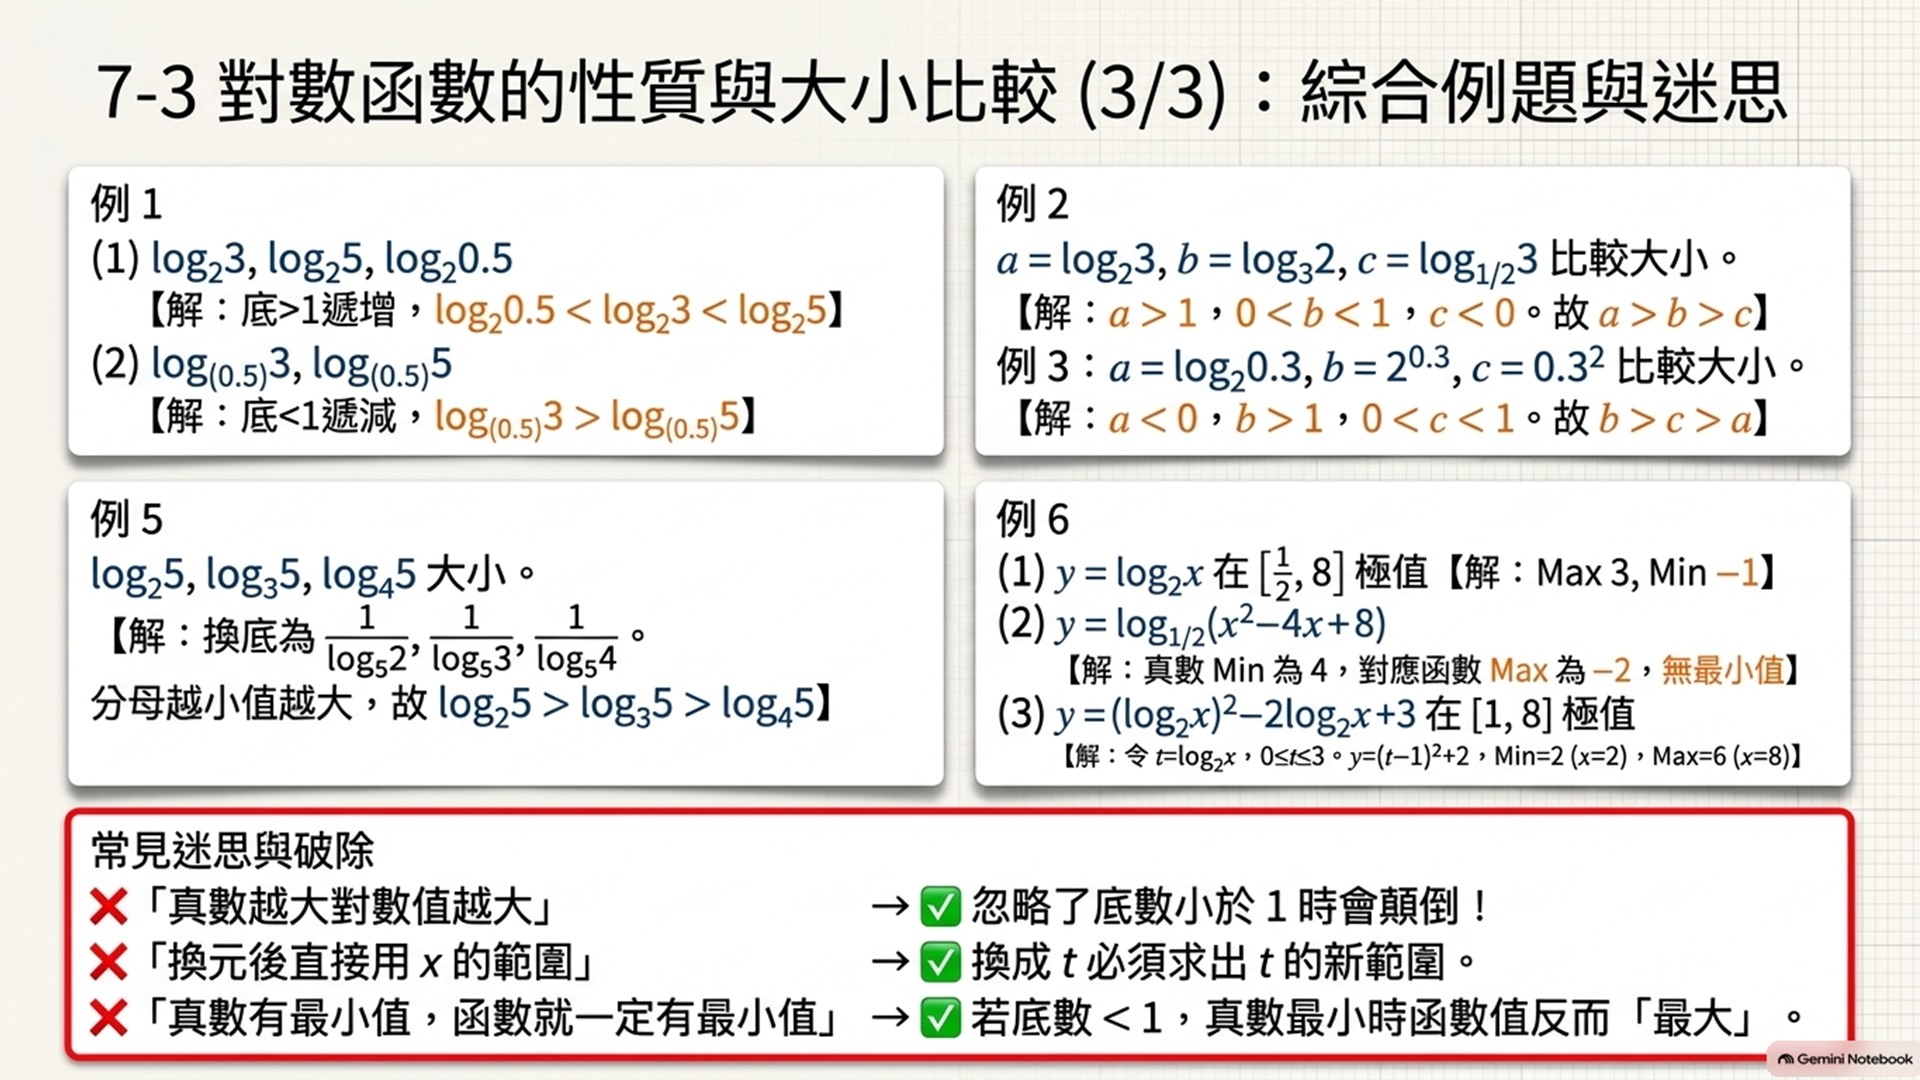 7-3 對數函數的性質與大小比較 (3/3)：綜合例題與迷思
例 1
(1) log₂3, log₂5, log₂0.5
【解：底>1遞增，log₂0.5 < log₂3 < log₂5】
(2) log₍₀.₅₎3, log₍₀.₅₎5
【解：底<1遞減，log₍₀.₅₎3 > log₍₀.₅₎5】
例 2
a = log₂3, b = log₃2, c = log₁/₂3 比較大小。
【解：a > 1，0 < b < 1，c < 0。故 a > b > c】
例 3：a = log₂0.3, b = 2^0.3, c = 0.3² 比較大小。
【解：a < 0，b > 1，0 < c < 1。故 b > c > a】
例 5
log₂5, log₃5, log₄5 大小。
【解：換底為 1/log₅2, 1/log₅3, 1/log₅4。
分母越小值越大，故 log₂5 > log₃5 > log₄5】
例 6
(1) y = log₂x 在 [1/2, 8] 極值【解：Max 3, Min −1】
(2) y = log₁/₂(x²−4x+8)
【解：真數 Min 為 4，對應函數 Max 為 −2，無最小值】
(3) y = (log₂x)²−2log₂x+3 在 [1, 8] 極值
【解：令 t=log₂x，0≤t≤3。y=(t−1)²+2，Min=2 (x=2)，Max=6 (x=8)】
常見迷思與破除
❌「真數越大對數值越大」 → ✅ 忽略了底數小於 1 時會顛倒！
❌「換元後直接用 x 的範圍」 → ✅ 換成 t 必須求出 t 的新範圍。
❌「真數有最小值，函數就一定有最小值」 → ✅ 若底數 < 1，真數最小時函數值反而「最大」。
Gemini Notebook